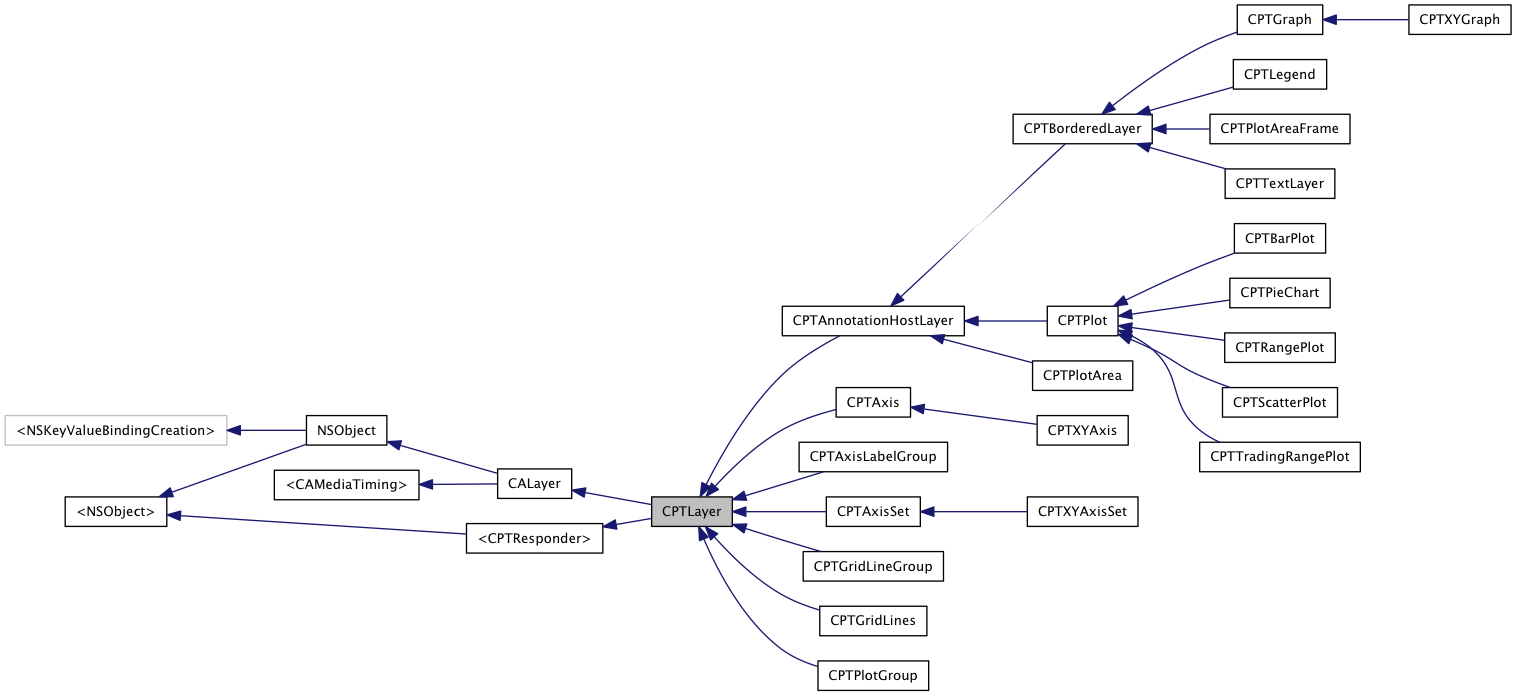 CPTGraph
CPTXYGraph
CPTLegend
CPTBorderedLayer
CPTPlotAreaFrame
CPTTextLayer
CPTBarPlot
CPTPieChart
CPTAnnotationHostLayer
CPTPlot
CPTRangePlot
CPTPlotArea
CPTScatterPlot
CPTAxis
CPTXYAxis
<NSKeyValueBindingCreation>
NSObject
CPTAxisLabelGroup
CPTTradingRangePlot
<CAMediaTiming>
CALayer
<NSObject>
CPTLayer
CPTAxisSet
CPTXYAxisSet
<CPTResponder>
CPTGridLineGroup
CPTGridLines
CPTPlotGroup